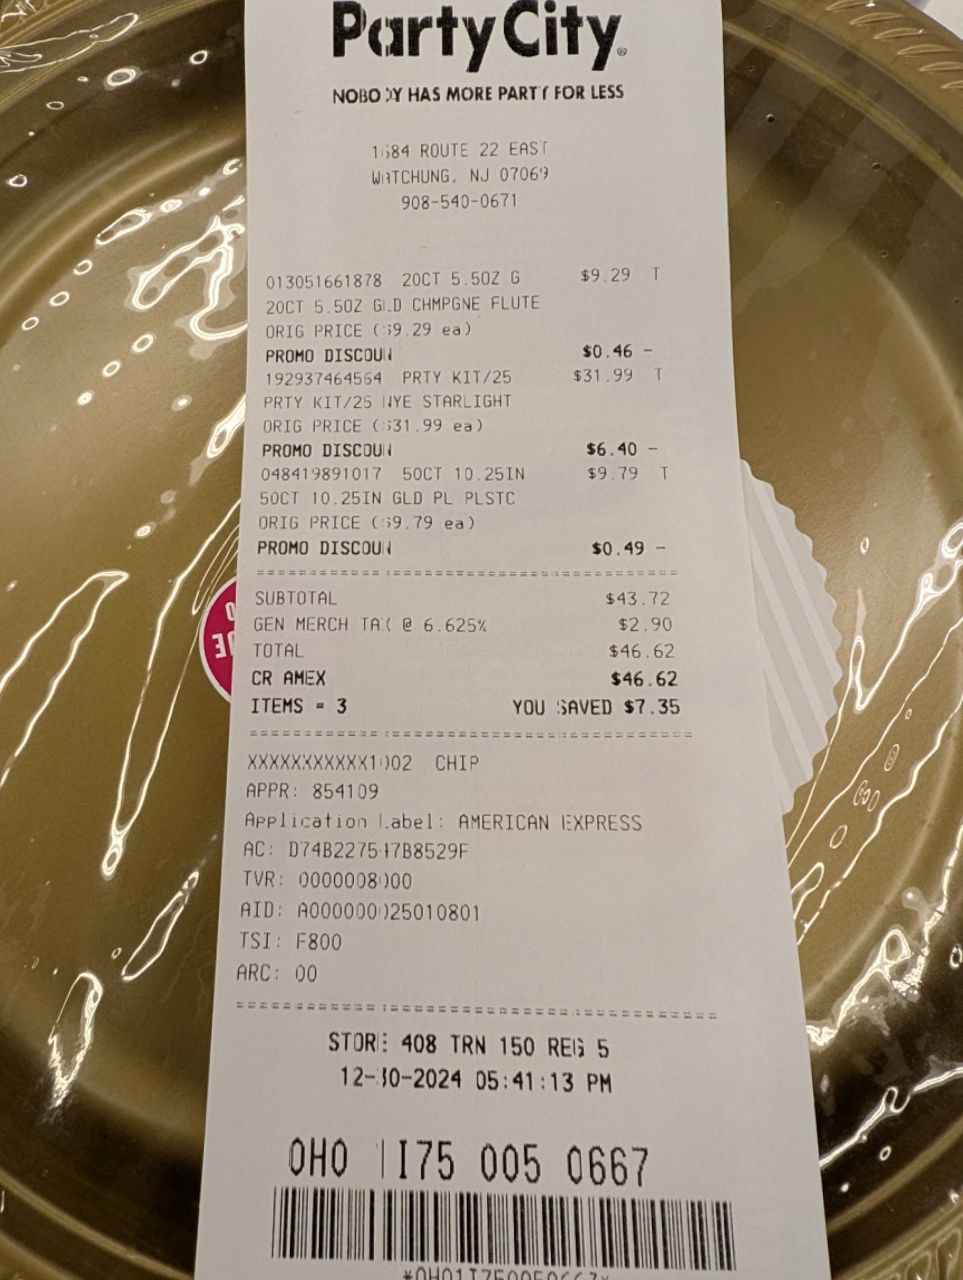 Party City
NOBODY HAS MORE PARTY FOR LESS
1684 ROUTE 22 EAST
WATCHUNG, NJ 07069
908-540-0671
013051661878 20CT 5.5OZ G $9.29 T
20CT 5.5OZ GLD CHMPGNE FLUTE
ORIG PRICE ($9.29 ea)
PROMO DISCOUN $0.46 -
192937464564 PRTY KIT/25 $31.99 T
PRTY KIT/25 NYE STARLIGHT
ORIG PRICE ($31.99 ea)
PROMO DISCOUN $6.40 -
048419891017 50CT 10.25IN $9.79 T
50CT 10.25IN GLD PL PLSTC
ORIG PRICE ($9.79 ea)
PROMO DISCOUN $0.49 -
SUBTOTAL $43.72
GEN MERCH TAX @ 6.625% $2.90
TOTAL $46.62
CR AMEX $46.62
ITEMS = 3 YOU SAVED $7.35
XXXXXXXXXXX1002 CHIP
APPR: 854109
Application Label: AMERICAN EXPRESS
AC: D74B227547B8529F
TVR: 0000008000
AID: A000000025010801
TSI: F800
ARC: 00
STORE 408 TRN 150 REG 5
12-30-2024 05:41:13 PM
0H0 1I75 005 0667
*0H01I750050667*